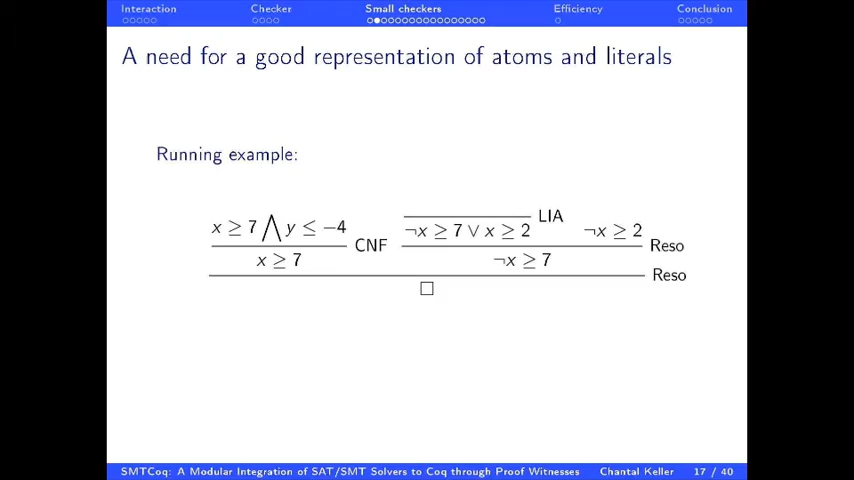 Interaction Checker Small checkers Efficiency Conclusion
A need for a good representation of atoms and literals
Running example:
x ≥ 7 ⋀ y ≤ −4 CNF
x ≥ 7
LIA
¬x ≥ 7 ∨ x ≥ 2 ¬x ≥ 2 Reso
¬x ≥ 7
Reso
□
SMTCoq: A Modular Integration of SAT/SMT Solvers to Coq through Proof Witnesses Chantal Keller 17 / 40